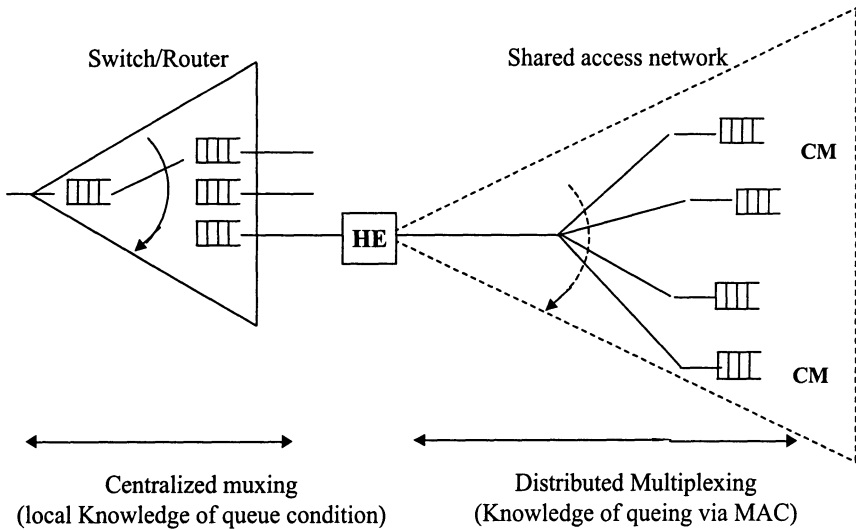 Switch/Router
Shared access network
CM
HE
CM
Centralized muxing
(local Knowledge of queue condition)
Distributed Multiplexing
(Knowledge of queing via MAC)